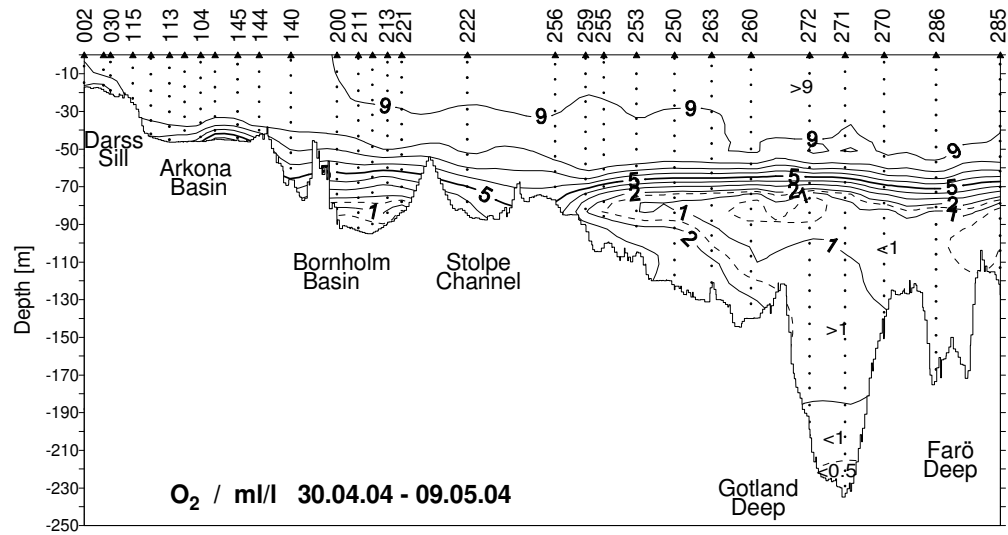 002 030 115 113 104 145 144 140 200 211 213 221 222 256 259 255 253 250 263 260 272 271 270 286 285
-10
-30
-50
-70
-90
-110
-130
-150
-170
-190
-210
-230
-250
Depth [m]
Darss
Sill
Arkona
Basin
Bornholm
Basin
Stolpe
Channel
Gotland
Deep
Farö
Deep
9 9 9 9 9
>9
5 5 5 5
2 2 2 2
1 1 1 1 1
<1
>1
<1
<0.5
O₂ / ml/l 30.04.04 - 09.05.04